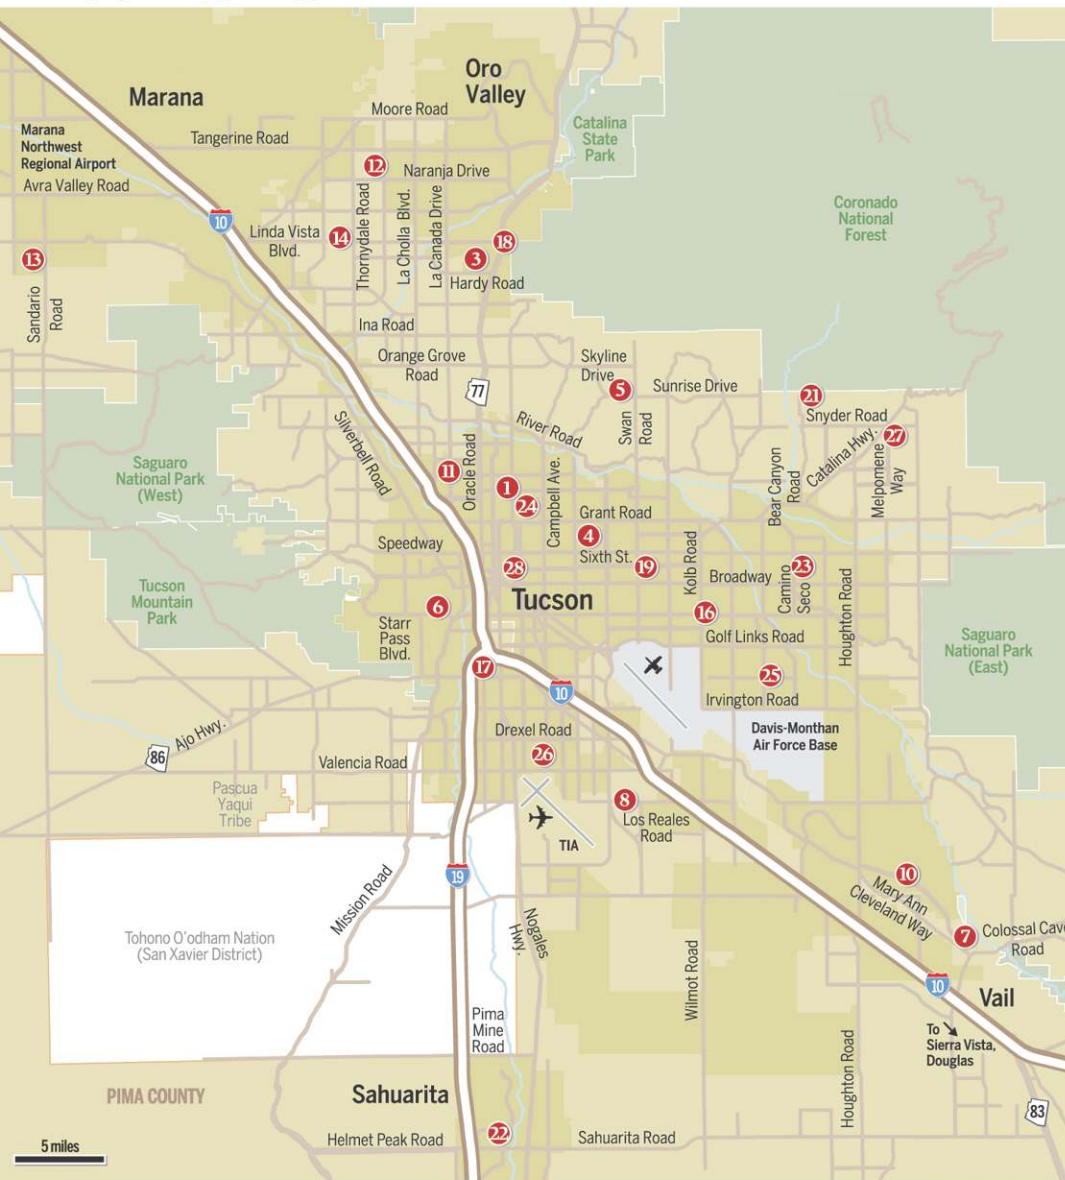 Marana
Oro
Valley
Moore Road
Tangerine Road
Catalina
State
Park
Marana
Northwest
Regional Airport
12
Naranja Drive
Avra Valley Road
Thornydale Road
La Cholla Blvd.
La Canada Drive
Coronado
National
Forest
10
Linda Vista
Blvd.
14
18
3
13
Hardy Road
Sandario
Road
Ina Road
Orange Grove
Road
77
Skyline
Drive
5
Sunrise Drive
21
Snyder Road
Swan
Road
River Road
Catalina Hwy.
27
Silverbell Road
Oracle Road
Melpomene
Way
Bear Canyon
Road
Saguaro
National Park
(West)
11
1
24
Campbell Ave.
Grant Road
4
Speedway
Sixth St.
19
Kolb Road
28
Broadway
23
Camino
Seco
Houghton Road
Tucson
Mountain
Park
6
Tucson
16
Starr
Pass
Blvd.
Golf Links Road
Saguaro
National Park
(East)
17
25
10
Irvington Road
Ajo Hwy.
86
Drexel Road
26
Davis-Monthan
Air Force Base
Valencia Road
Pascua
Yaqui
Tribe
8
Los Reales
Road
TIA
19
10
Mary Ann
Cleveland Way
Mission Road
Tohono O'odham Nation
(San Xavier District)
Nogales
Hwy.
7
Colossal Cave
Road
Wilmot Road
10
Vail
Pima
Mine
Road
To
Sierra Vista,
Douglas
Houghton Road
PIMA COUNTY
Sahuarita
83
22
Helmet Peak Road
Sahuarita Road
5 miles